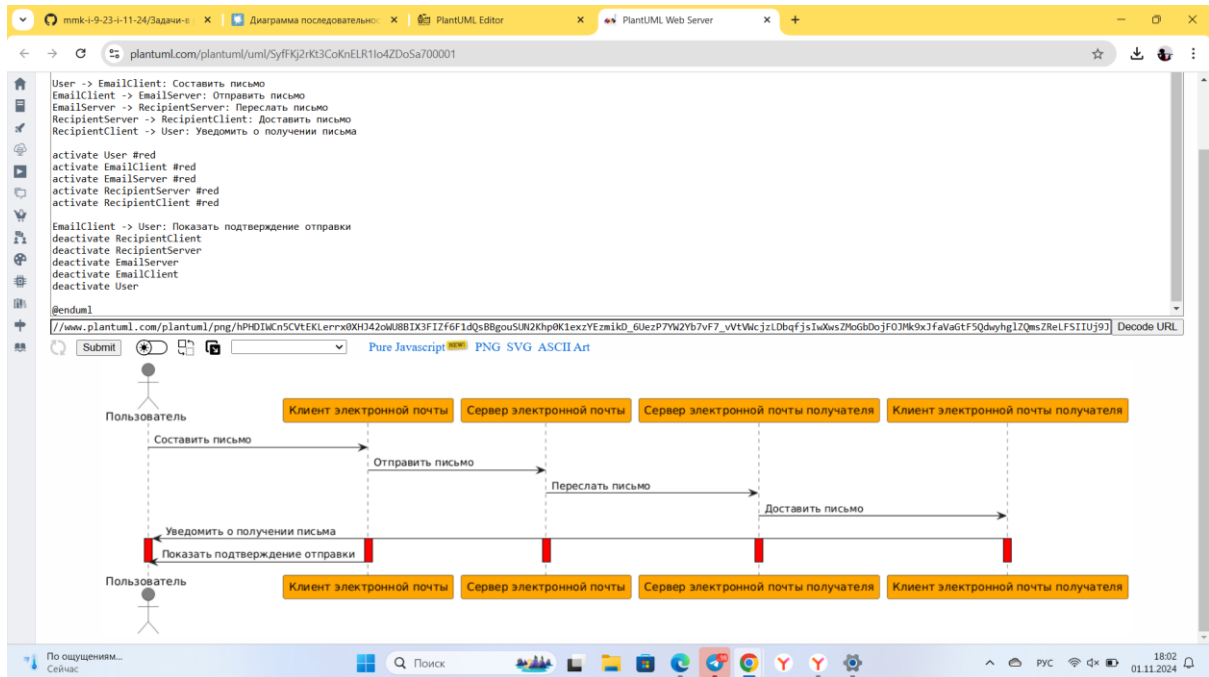 mmk-i-9-23-i-11-24/Задачи-в
Диаграмма последовательнос
PlantUML Editor
PlantUML Web Server
plantuml.com/plantuml/uml/SyfFKj2rKt3CoKnELR1Io4ZDoSa700001
User -> EmailClient: Составить письмо
EmailClient -> EmailServer: Отправить письмо
EmailServer -> RecipientServer: Переслать письмо
RecipientServer -> RecipientClient: Доставить письмо
RecipientClient -> User: Уведомить о получении письма
activate User #red
activate EmailClient #red
activate EmailServer #red
activate RecipientServer #red
activate RecipientClient #red
EmailClient -> User: Показать подтверждение отправки
deactivate RecipientClient
deactivate RecipientServer
deactivate EmailServer
deactivate EmailClient
deactivate User
@enduml
Decode URL
Submit
Pure Javascript NEW! PNG SVG ASCII Art
Пользователь Клиент электронной почты Сервер электронной почты Сервер электронной почты получателя Клиент электронной почты получателя
Составить письмо
Отправить письмо
Переслать письмо
Доставить письмо
Уведомить о получении письма
Показать подтверждение отправки
Пользователь Клиент электронной почты Сервер электронной почты Сервер электронной почты получателя Клиент электронной почты получателя
По ощущениям...
Сейчас
Поиск
РУС
18:02
01.11.2024